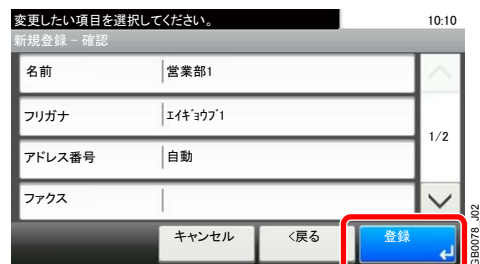 変更したい項目を選択してください。 10:10
新規登録 - 確認
名前 営業部1
フリガナ ｴｲｷﾞｮｳﾌﾞ1
1/2
アドレス番号 自動
ファクス
キャンセル <戻る 登録
GB0078_J02